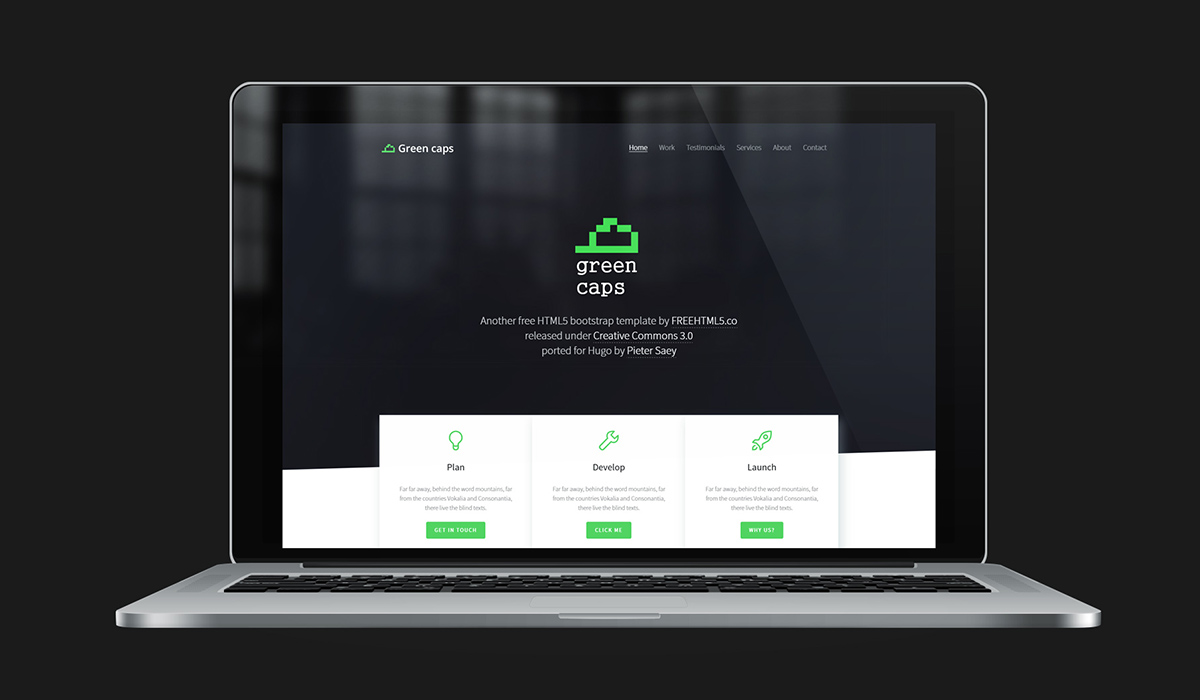 Green caps
Home Work Testimonials Services About Contact
green
caps
Another free HTML5 bootstrap template by FREEHTML5.co
released under Creative Commons 3.0
ported for Hugo by Pieter Saey
Plan
Far far away, behind the word mountains, far
from the countries Vokalia and Consonantia,
there live the blind texts.
GET IN TOUCH
Develop
Far far away, behind the word mountains, far
from the countries Vokalia and Consonantia,
there live the blind texts.
CLICK ME
Launch
Far far away, behind the word mountains, far
from the countries Vokalia and Consonantia,
there live the blind texts.
WHY US?